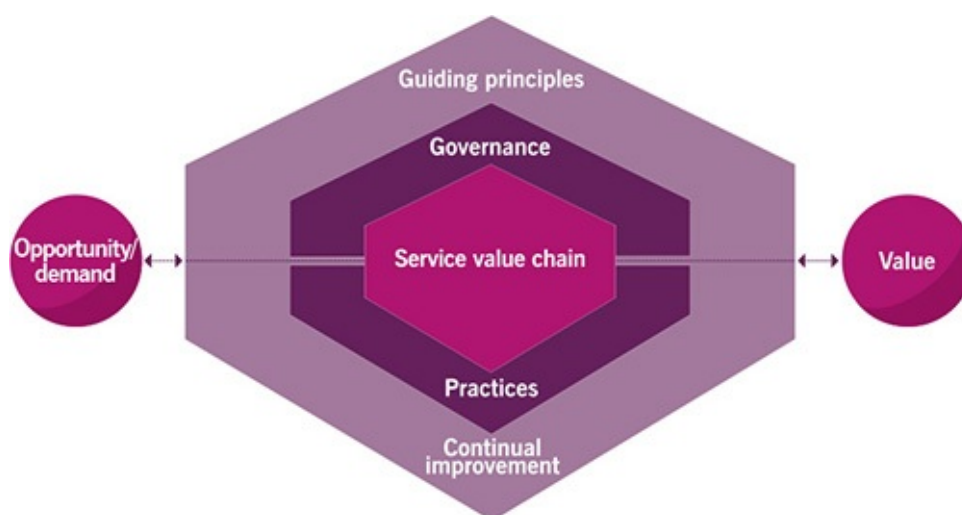 Guiding principles
Governance
Opportunity/
demand
Service value chain
Value
Practices
Continual
improvement